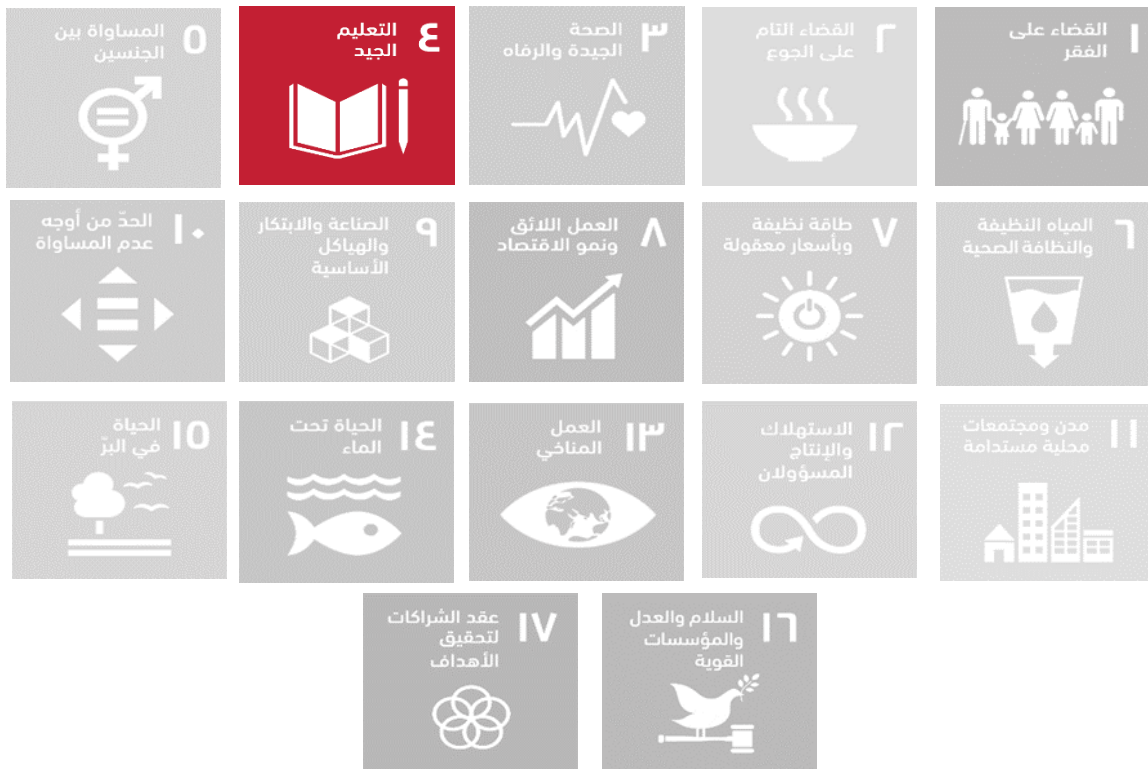 ١
القضاء على
الفقر
٢
القضاء التام
على الجوع
٣
الصحة
الجيدة والرفاه
٤
التعليم
الجيد
٥
المساواة بين
الجنسين
٦
المياه النظيفة
والنظافة الصحية
٧
طاقة نظيفة
وبأسعار معقولة
٨
العمل اللائق
ونمو الاقتصاد
٩
الصناعة والابتكار
والهياكل
الأساسية
١٠
الحدّ من أوجه
عدم المساواة
١١
مدن ومجتمعات
محلية مستدامة
١٢
الاستهلاك
والإنتاج
المسؤولان
١٣
العمل
المناخي
١٤
الحياة تحت
الماء
١٥
الحياة
في البرّ
١٦
السلام والعدل
والمؤسسات
القوية
١٧
عقد الشراكات
لتحقيق
الأهداف